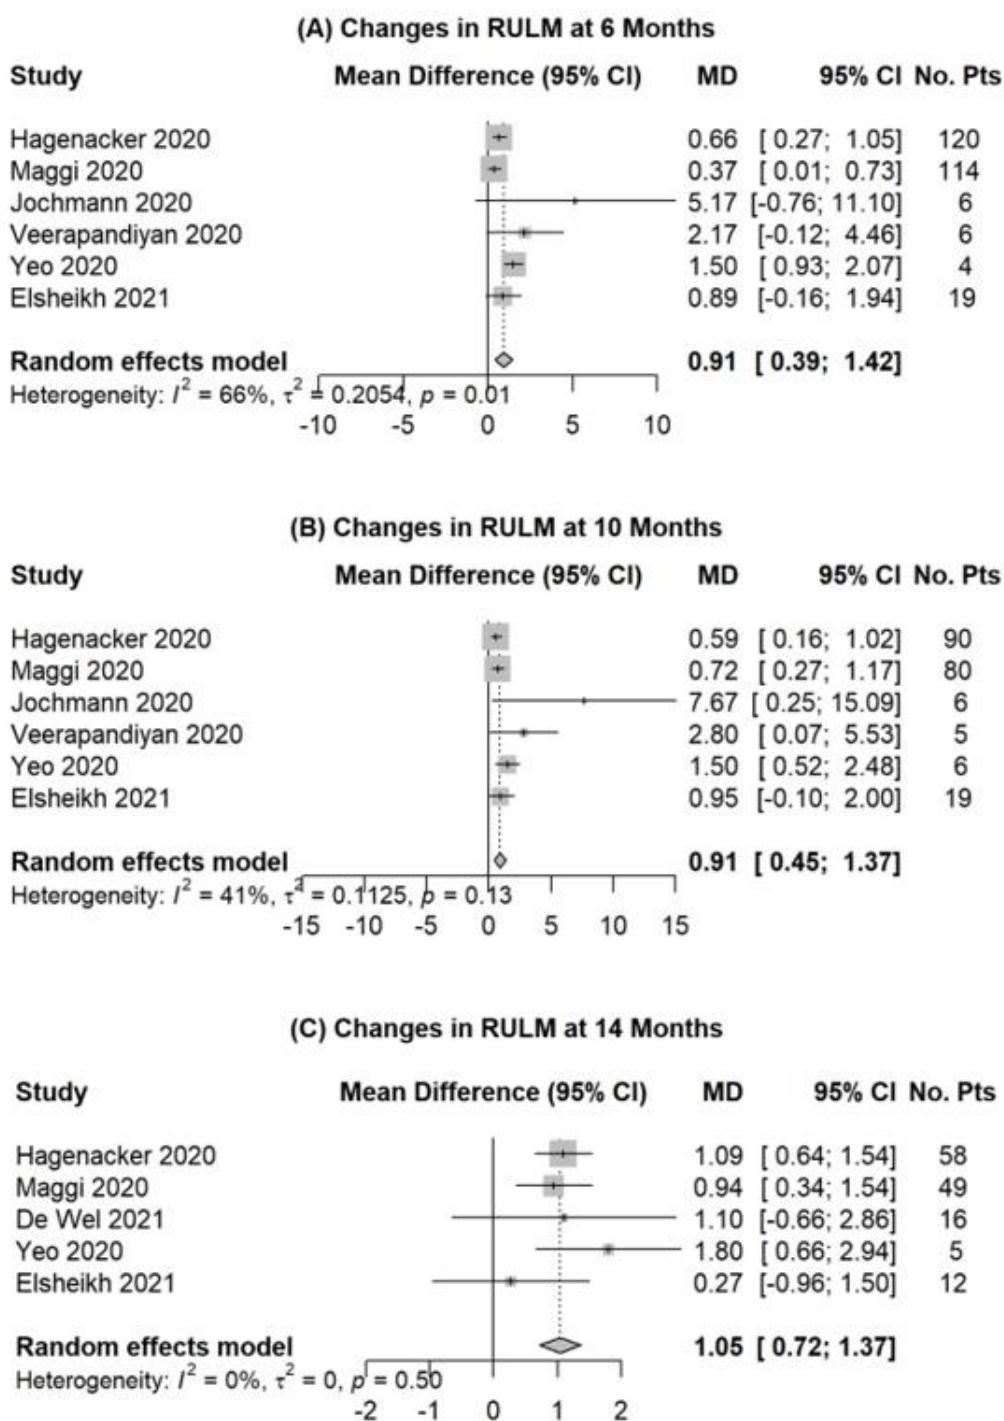 (A) Changes in RULM at 6 Months
Study Mean Difference (95% CI) MD 95% CI No. Pts
Hagenacker 2020 0.66 [ 0.27; 1.05] 120
Maggi 2020 0.37 [ 0.01; 0.73] 114
Jochmann 2020 5.17 [-0.76; 11.10] 6
Veerapandiyan 2020 2.17 [-0.12; 4.46] 6
Yeo 2020 1.50 [ 0.93; 2.07] 4
Elsheikh 2021 0.89 [-0.16; 1.94] 19
Random effects model 0.91 [ 0.39; 1.42]
Heterogeneity: I² = 66%, τ² = 0.2054, p = 0.01
-10 -5 0 5 10
(B) Changes in RULM at 10 Months
Study Mean Difference (95% CI) MD 95% CI No. Pts
Hagenacker 2020 0.59 [ 0.16; 1.02] 90
Maggi 2020 0.72 [ 0.27; 1.17] 80
Jochmann 2020 7.67 [ 0.25; 15.09] 6
Veerapandiyan 2020 2.80 [ 0.07; 5.53] 5
Yeo 2020 1.50 [ 0.52; 2.48] 6
Elsheikh 2021 0.95 [-0.10; 2.00] 19
Random effects model 0.91 [ 0.45; 1.37]
Heterogeneity: I² = 41%, τ² = 0.1125, p = 0.13
-15 -10 -5 0 5 10 15
(C) Changes in RULM at 14 Months
Study Mean Difference (95% CI) MD 95% CI No. Pts
Hagenacker 2020 1.09 [ 0.64; 1.54] 58
Maggi 2020 0.94 [ 0.34; 1.54] 49
De Wel 2021 1.10 [-0.66; 2.86] 16
Yeo 2020 1.80 [ 0.66; 2.94] 5
Elsheikh 2021 0.27 [-0.96; 1.50] 12
Random effects model 1.05 [ 0.72; 1.37]
Heterogeneity: I² = 0%, τ² = 0, p = 0.50
-2 -1 0 1 2